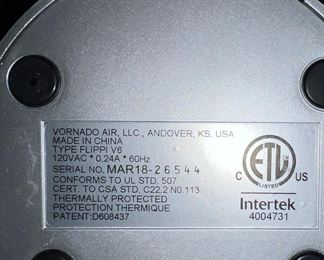 VORNADO AIR, LLC., ANDOVER, KS. USA
MADE IN CHINA
TYPE FLIPPI V6
120VAC * 0.24A * 60Hz
SERIAL NO. MAR18-26544
CONFORMS TO UL STD. 507
CERT. TO CSA STD. C22.2 NO.113
THERMALLY PROTECTED
PROTECTION THERMIQUE
PATENT:D608437
ETL
C US
LISTED
Intertek
4004731